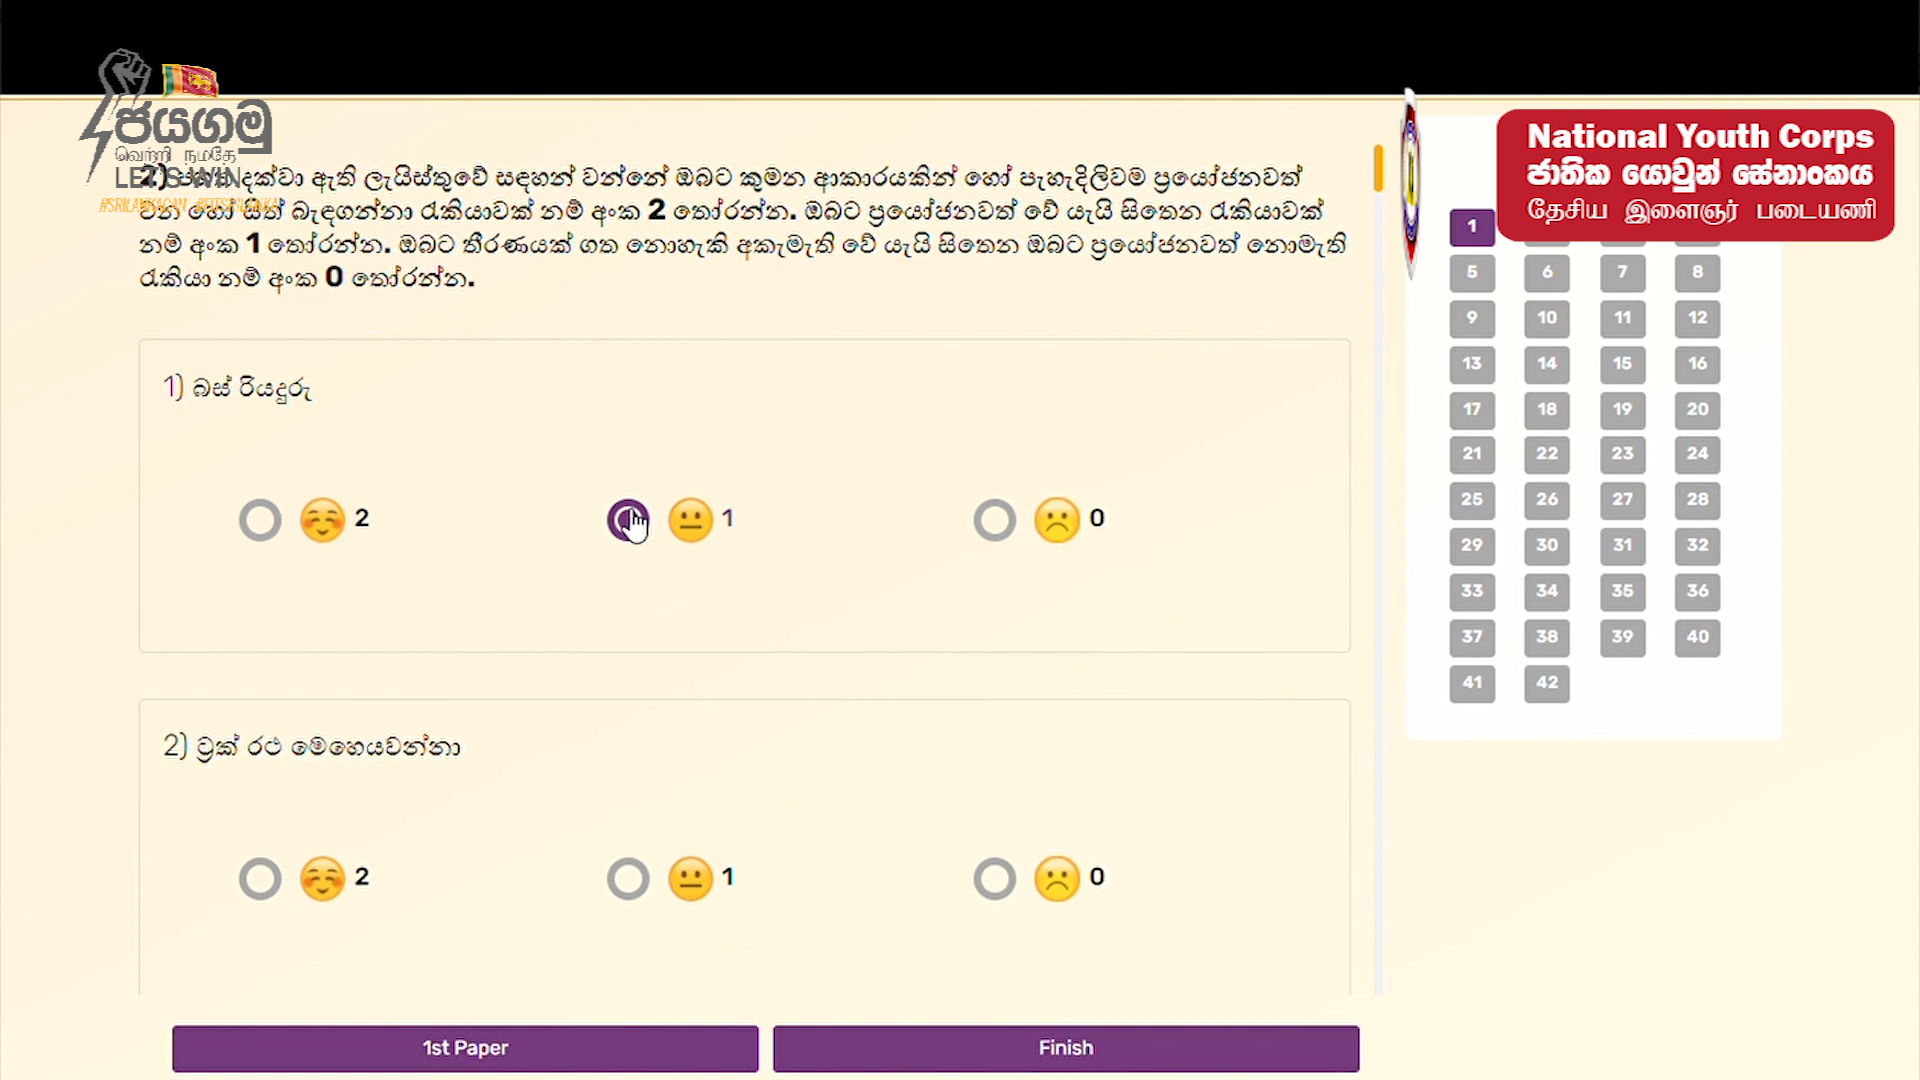 ජයගමු
வெற்றி நமதே
LET'S WIN
National Youth Corps
ජාතික යොවුන් සේනාංකය
தேசிய இளைஞர் படையணி
2) දක්වා ඇති ලැයිස්තුවේ සඳහන් වන්නේ ඔබට කුමන ආකාරයකින් හෝ පැහැදිලිවම ප්‍රයෝජනවත්
වන හෝ සිත් බැඳගන්නා රැකියාවක් නම් අංක 2 තෝරන්න. ඔබට ප්‍රයෝජනවත් වේ යැයි සිතෙන රැකියාවක්
නම් අංක 1 තෝරන්න. ඔබට තීරණයක් ගත නොහැකි අකැමැති වේ යැයි සිතෙන ඔබට ප්‍රයෝජනවත් නොමැති
රැකියා නම් අංක 0 තෝරන්න.
1) බස් රියදුරු
2 1 0
2) ට්‍රක් රථ මෙහෙයවන්නා
2 1 0
1st Paper Finish
1
5 6 7 8
9 10 11 12
13 14 15 16
17 18 19 20
21 22 23 24
25 26 27 28
29 30 31 32
33 34 35 36
37 38 39 40
41 42